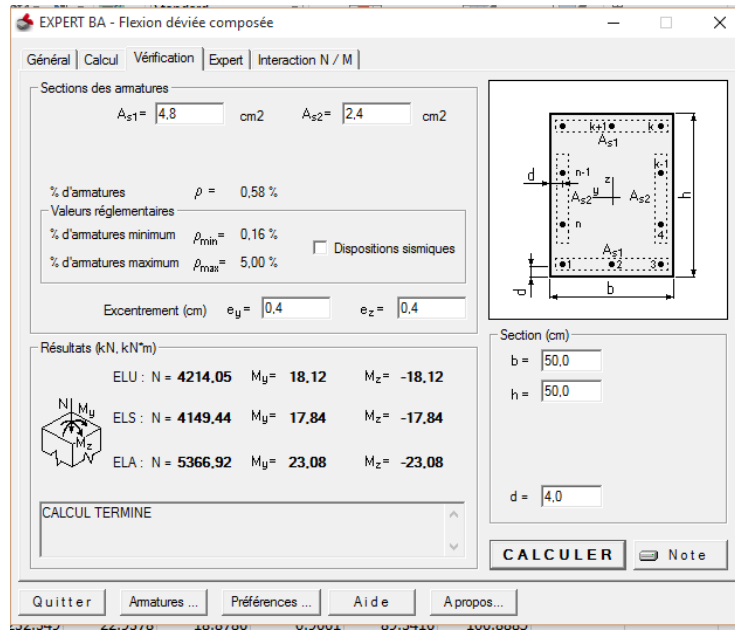 EXPERT BA - Flexion déviée composée
Général Calcul Vérification Expert Interaction N / M
Sections des armatures
As1= 4,8 cm2 As2= 2,4 cm2
% d'armatures ρ = 0,58 %
Valeurs réglementaires
% d'armatures minimum ρmin= 0,16 %
Dispositions sismiques
% d'armatures maximum ρmax= 5,00 %
Excentrement (cm) ey= 0,4 ez= 0,4
k+1 k
As1
d n-1 z k-1
As2 y As2 h
n 4
As1
1 2 3
d b
Section (cm)
b = 50,0
h = 50,0
d = 4,0
Résultats (kN, kN*m)
ELU : N = 4214,05 My= 18,12 Mz= -18,12
N My
Mz
ELS : N = 4149,44 My= 17,84 Mz= -17,84
ELA : N = 5366,92 My= 23,08 Mz= -23,08
CALCUL TERMINE
CALCULER Note
Quitter Armatures ... Préférences ... Aide A propos...